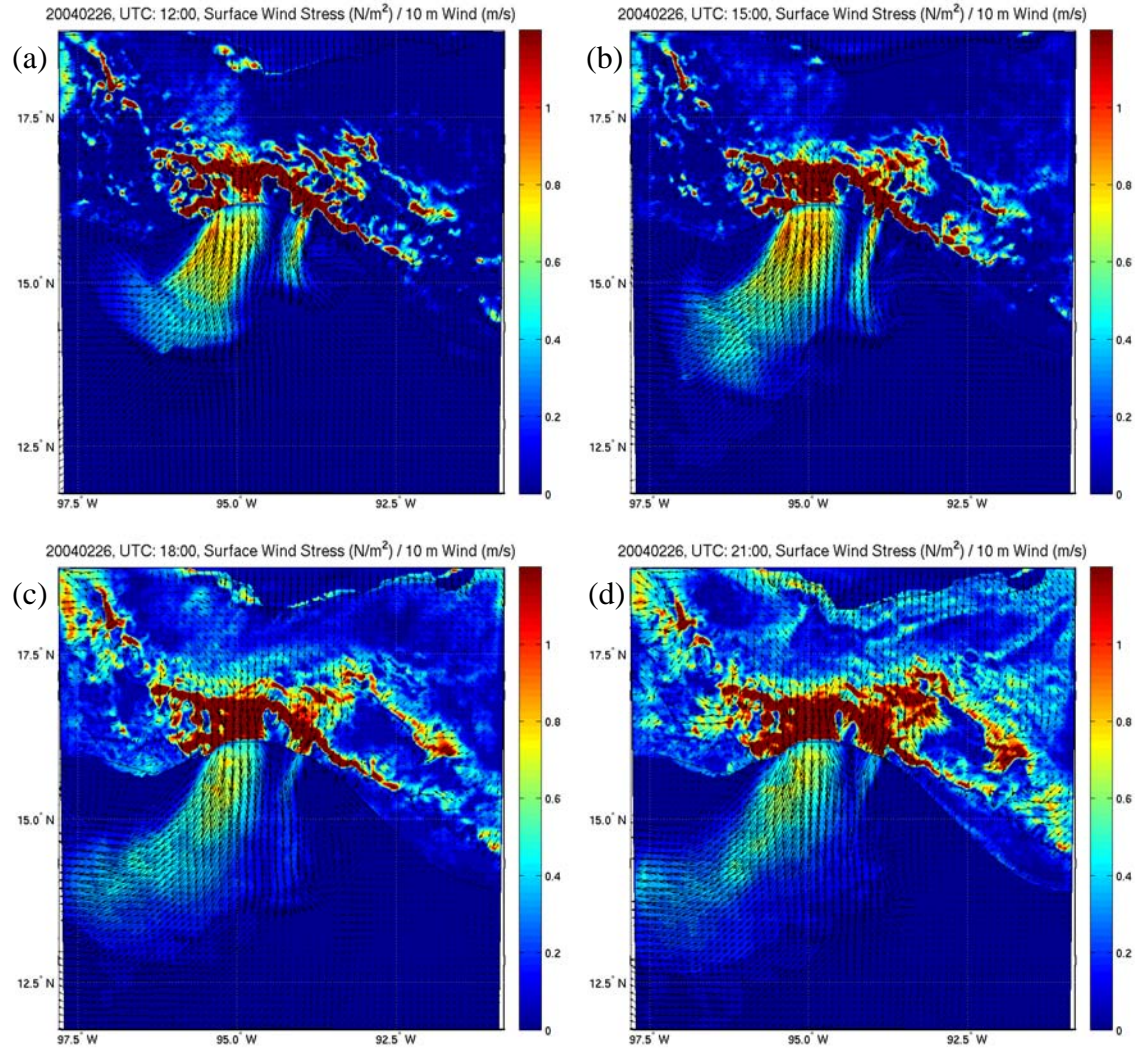 20040226, UTC: 12:00, Surface Wind Stress (N/m²) / 10 m Wind (m/s)
(a)
17.5° N
15.0° N
12.5° N
97.5° W
95.0° W
92.5° W
1
0.8
0.6
0.4
0.2
0
20040226, UTC: 15:00, Surface Wind Stress (N/m²) / 10 m Wind (m/s)
(b)
17.5° N
15.0° N
12.5° N
97.5° W
95.0° W
92.5° W
1
0.8
0.6
0.4
0.2
0
20040226, UTC: 18:00, Surface Wind Stress (N/m²) / 10 m Wind (m/s)
(c)
17.5° N
15.0° N
12.5° N
97.5° W
95.0° W
92.5° W
1
0.8
0.6
0.4
0.2
0
20040226, UTC: 21:00, Surface Wind Stress (N/m²) / 10 m Wind (m/s)
(d)
17.5° N
15.0° N
12.5° N
97.5° W
95.0° W
92.5° W
1
0.8
0.6
0.4
0.2
0